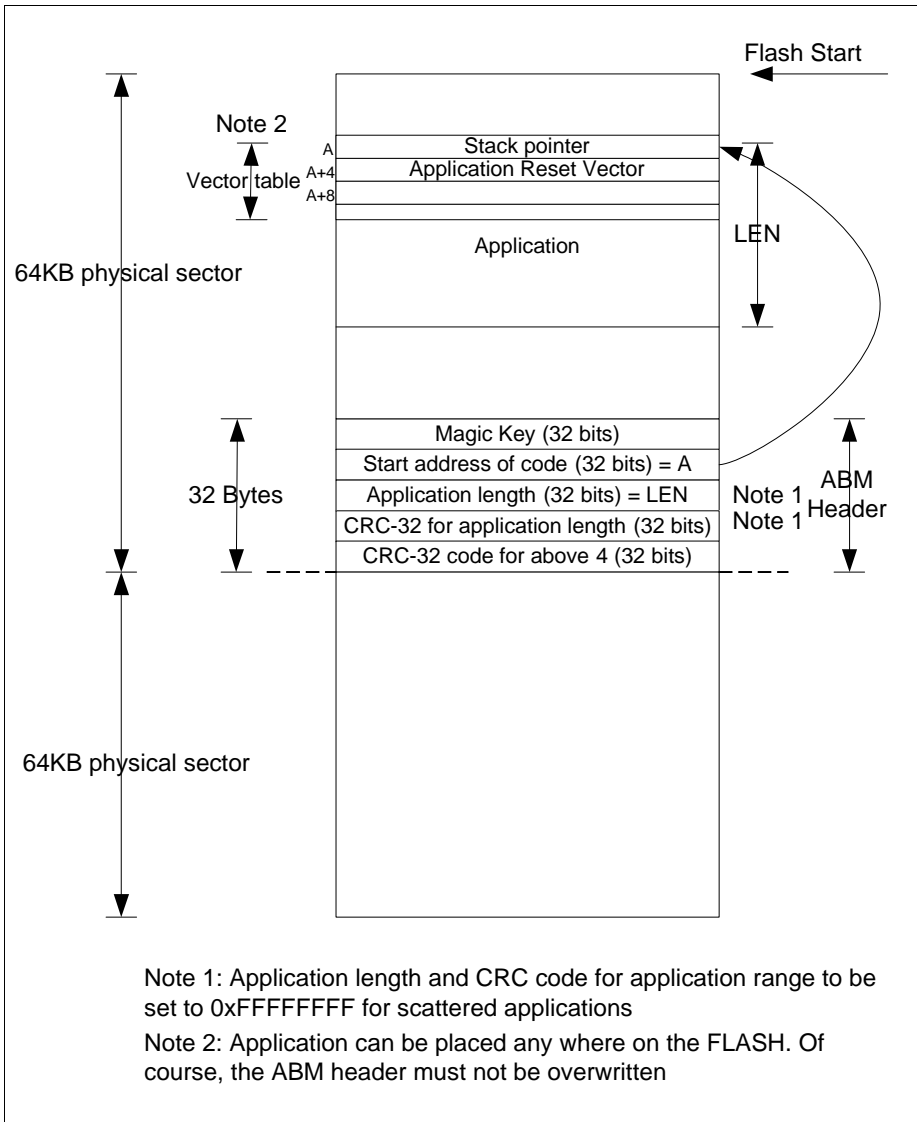 Flash Start
Note 2
A
Stack pointer
Vector table
A+4
Application Reset Vector
A+8
LEN
Application
64KB physical sector
Magic Key (32 bits)
Start address of code (32 bits) = A
32 Bytes
Application length (32 bits) = LEN
Note 1
ABM
Header
CRC-32 for application length (32 bits)
Note 1
CRC-32 code for above 4 (32 bits)
64KB physical sector
Note 1: Application length and CRC code for application range to be
set to 0xFFFFFFFF for scattered applications
Note 2: Application can be placed any where on the FLASH. Of
course, the ABM header must not be overwritten